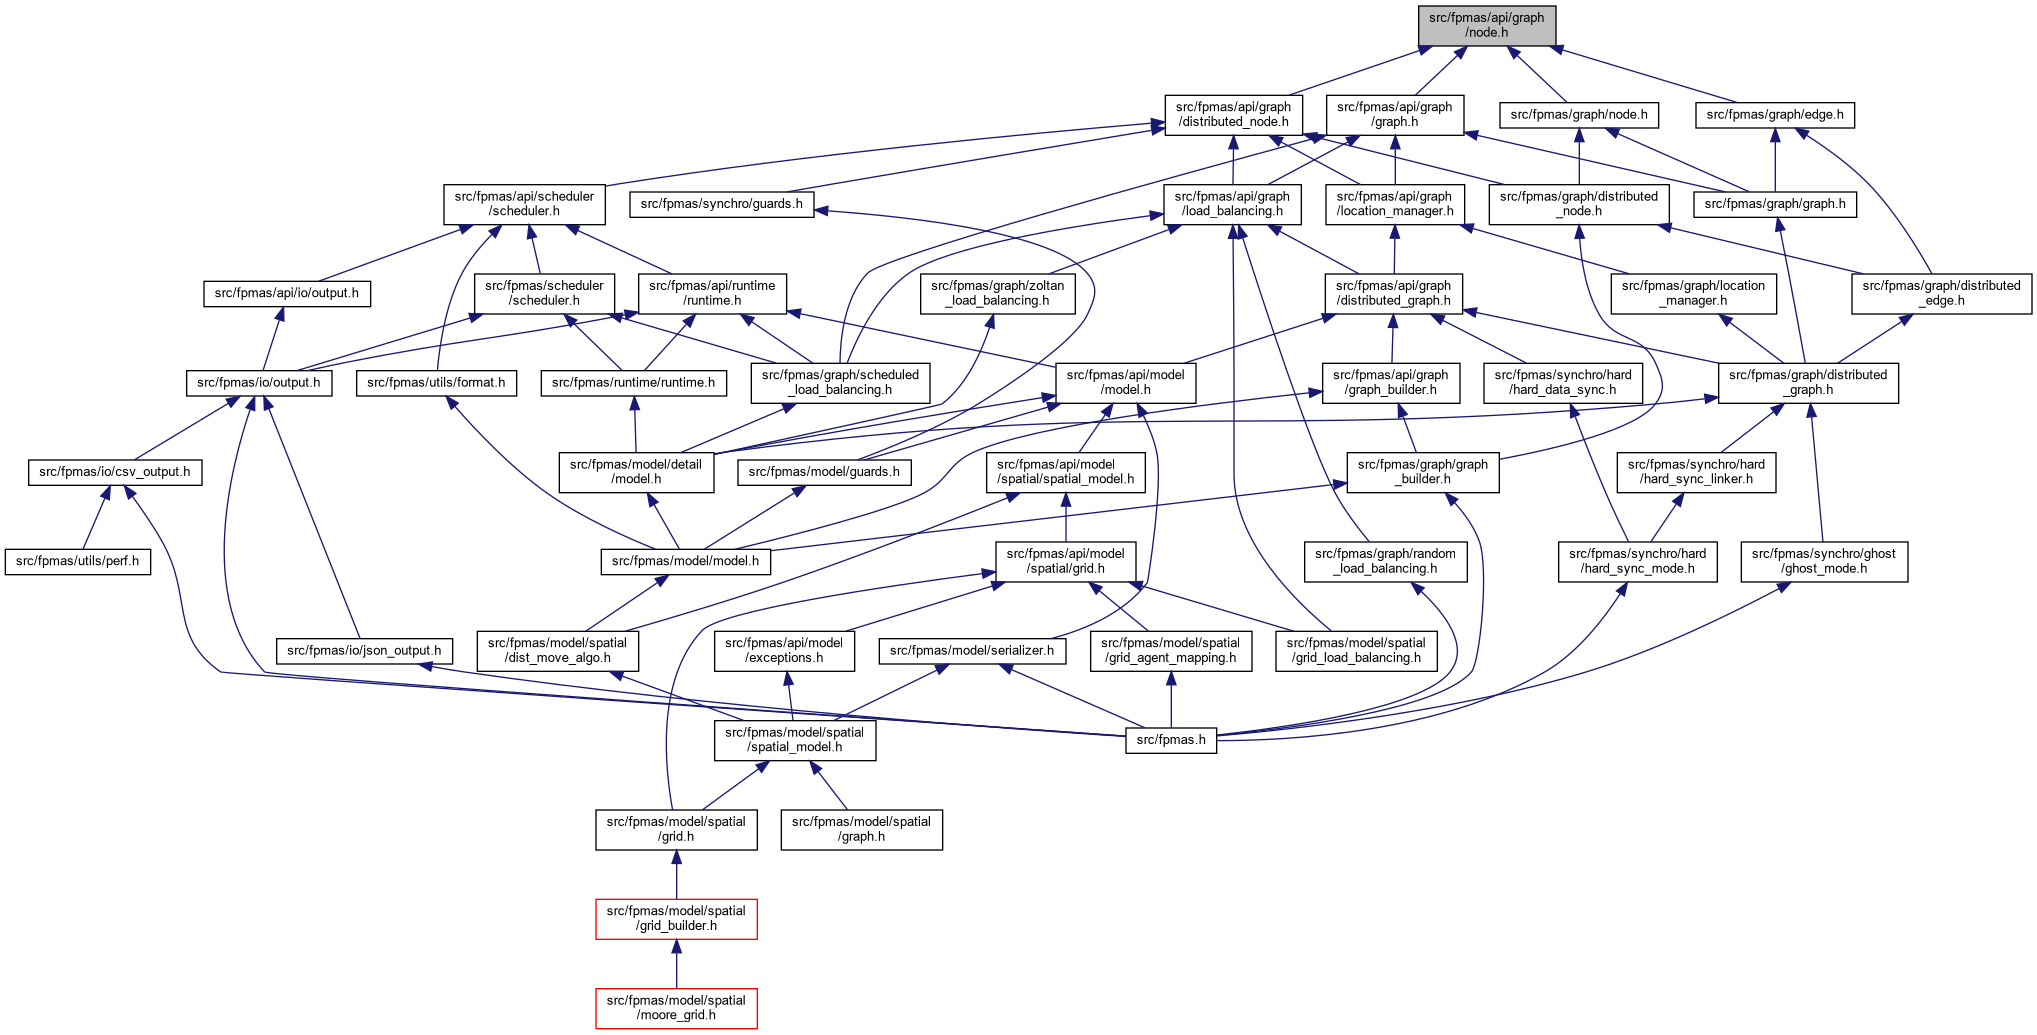 src/fpmas/api/graph
/node.h
src/fpmas/api/graph
/distributed_node.h
src/fpmas/api/graph
/graph.h
src/fpmas/graph/node.h
src/fpmas/graph/edge.h
src/fpmas/api/scheduler
/scheduler.h
src/fpmas/synchro/guards.h
src/fpmas/api/graph
/load_balancing.h
src/fpmas/api/graph
/location_manager.h
src/fpmas/graph/distributed
_node.h
src/fpmas/graph/graph.h
src/fpmas/api/io/output.h
src/fpmas/scheduler
/scheduler.h
src/fpmas/api/runtime
/runtime.h
src/fpmas/graph/zoltan
_load_balancing.h
src/fpmas/api/graph
/distributed_graph.h
src/fpmas/graph/location
_manager.h
src/fpmas/graph/distributed
_edge.h
src/fpmas/io/output.h
src/fpmas/utils/format.h
src/fpmas/runtime/runtime.h
src/fpmas/graph/scheduled
_load_balancing.h
src/fpmas/api/model
/model.h
src/fpmas/api/graph
/graph_builder.h
src/fpmas/synchro/hard
/hard_data_sync.h
src/fpmas/graph/distributed
_graph.h
src/fpmas/io/csv_output.h
src/fpmas/model/detail
/model.h
src/fpmas/model/guards.h
src/fpmas/api/model
/spatial/spatial_model.h
src/fpmas/graph/graph
_builder.h
src/fpmas/synchro/hard
/hard_sync_linker.h
src/fpmas/utils/perf.h
src/fpmas/model/model.h
src/fpmas/api/model
/spatial/grid.h
src/fpmas/graph/random
_load_balancing.h
src/fpmas/synchro/hard
/hard_sync_mode.h
src/fpmas/synchro/ghost
/ghost_mode.h
src/fpmas/io/json_output.h
src/fpmas/model/spatial
/dist_move_algo.h
src/fpmas/api/model
/exceptions.h
src/fpmas/model/serializer.h
src/fpmas/model/spatial
/grid_agent_mapping.h
src/fpmas/model/spatial
/grid_load_balancing.h
src/fpmas/model/spatial
/spatial_model.h
src/fpmas.h
src/fpmas/model/spatial
/grid.h
src/fpmas/model/spatial
/graph.h
src/fpmas/model/spatial
/grid_builder.h
src/fpmas/model/spatial
/moore_grid.h